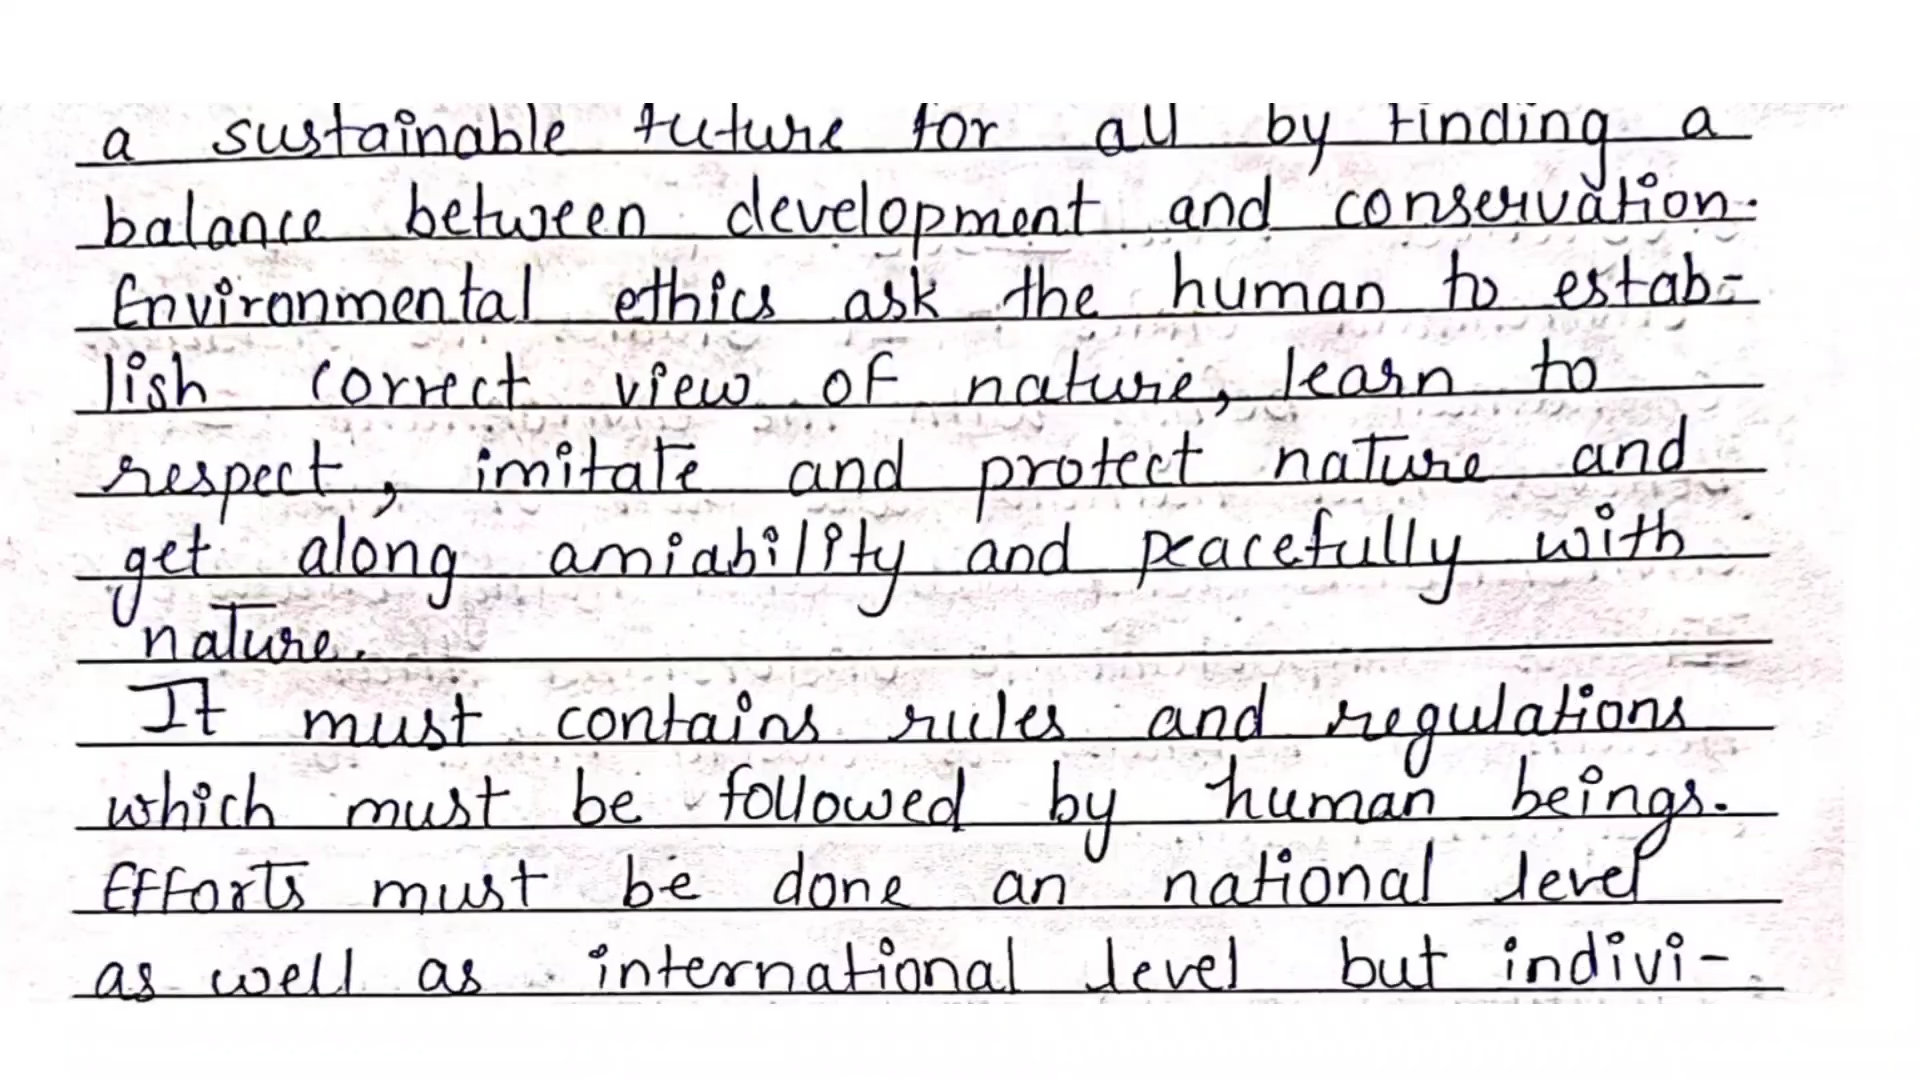 a sustainable future for all by finding a
balance between development and conservation.
Environmental ethics ask the human to estab-
lish correct view of nature, learn to
respect, imitate and protect nature and
get along amiability and peacefully with
nature.
It must contains rules and regulations
which must be followed by human beings.
Efforts must be done an national level
as well as international level but indivi-